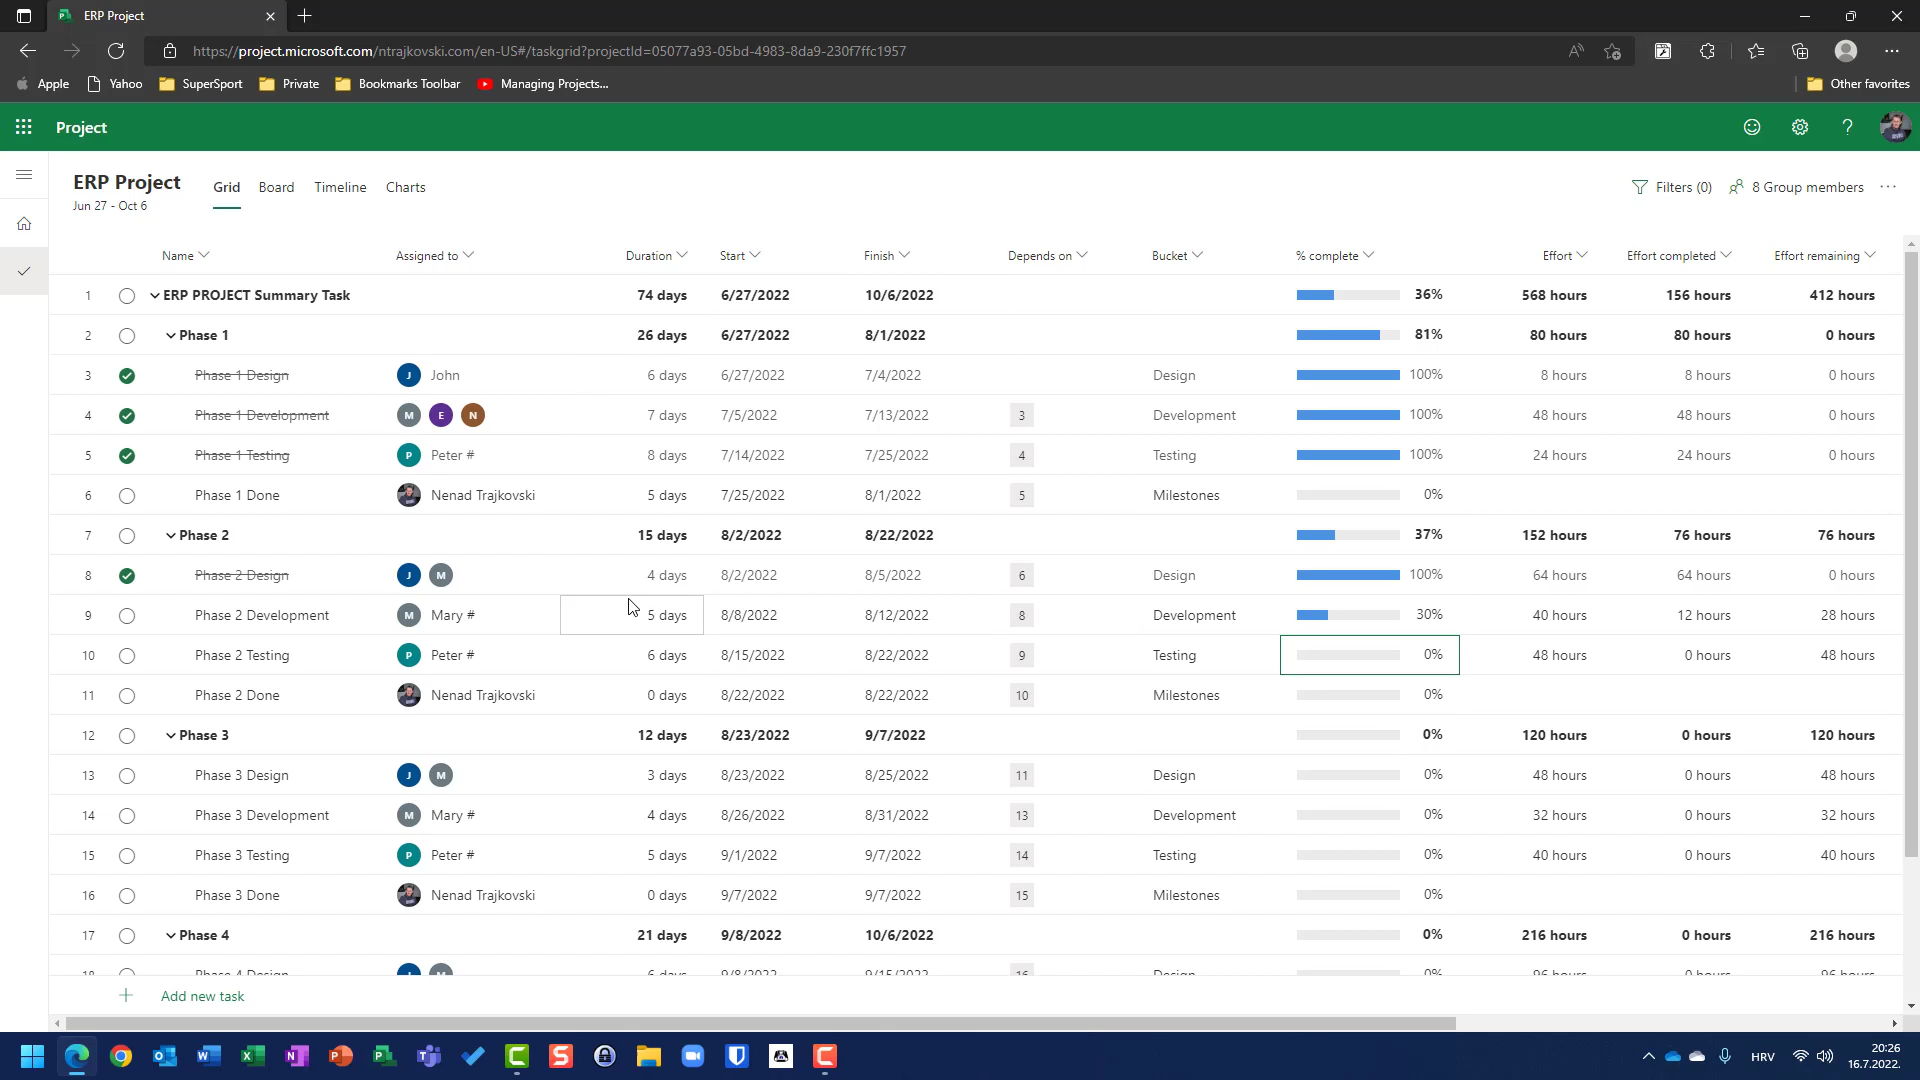 ERP Project
https://project.microsoft.com/ntrajkovski.com/en-US#/taskgrid?projectId=05077a93-05bd-4983-8da9-230f7ffc1957
Apple Yahoo SuperSport Private Bookmarks Toolbar Managing Projects... Other favorites
Project
ERP Project Grid Board Timeline Charts Filters (0) 8 Group members
Jun 27 - Oct 6
Name Assigned to Duration Start Finish Depends on Bucket % complete Effort Effort completed Effort remaining
1 ERP PROJECT Summary Task 74 days 6/27/2022 10/6/2022 36% 568 hours 156 hours 412 hours
2 Phase 1 26 days 6/27/2022 8/1/2022 81% 80 hours 80 hours 0 hours
3 Phase 1 Design J John 6 days 6/27/2022 7/4/2022 Design 100% 8 hours 8 hours 0 hours
4 Phase 1 Development M E N 7 days 7/5/2022 7/13/2022 3 Development 100% 48 hours 48 hours 0 hours
5 Phase 1 Testing P Peter # 8 days 7/14/2022 7/25/2022 4 Testing 100% 24 hours 24 hours 0 hours
6 Phase 1 Done Nenad Trajkovski 5 days 7/25/2022 8/1/2022 5 Milestones 0%
7 Phase 2 15 days 8/2/2022 8/22/2022 37% 152 hours 76 hours 76 hours
8 Phase 2 Design J M 4 days 8/2/2022 8/5/2022 6 Design 100% 64 hours 64 hours 0 hours
9 Phase 2 Development M Mary # 5 days 8/8/2022 8/12/2022 8 Development 30% 40 hours 12 hours 28 hours
10 Phase 2 Testing P Peter # 6 days 8/15/2022 8/22/2022 9 Testing 0% 48 hours 0 hours 48 hours
11 Phase 2 Done Nenad Trajkovski 0 days 8/22/2022 8/22/2022 10 Milestones 0%
12 Phase 3 12 days 8/23/2022 9/7/2022 0% 120 hours 0 hours 120 hours
13 Phase 3 Design J M 3 days 8/23/2022 8/25/2022 11 Design 0% 48 hours 0 hours 48 hours
14 Phase 3 Development M Mary # 4 days 8/26/2022 8/31/2022 13 Development 0% 32 hours 0 hours 32 hours
15 Phase 3 Testing P Peter # 5 days 9/1/2022 9/7/2022 14 Testing 0% 40 hours 0 hours 40 hours
16 Phase 3 Done Nenad Trajkovski 0 days 9/7/2022 9/7/2022 15 Milestones 0%
17 Phase 4 21 days 9/8/2022 10/6/2022 0% 216 hours 0 hours 216 hours
18 Phase 4 Design J M 6 days 9/8/2022 9/15/2022 16 Design 0% 96 hours 0 hours 96 hours
Add new task
HRV 20:26
16.7.2022.